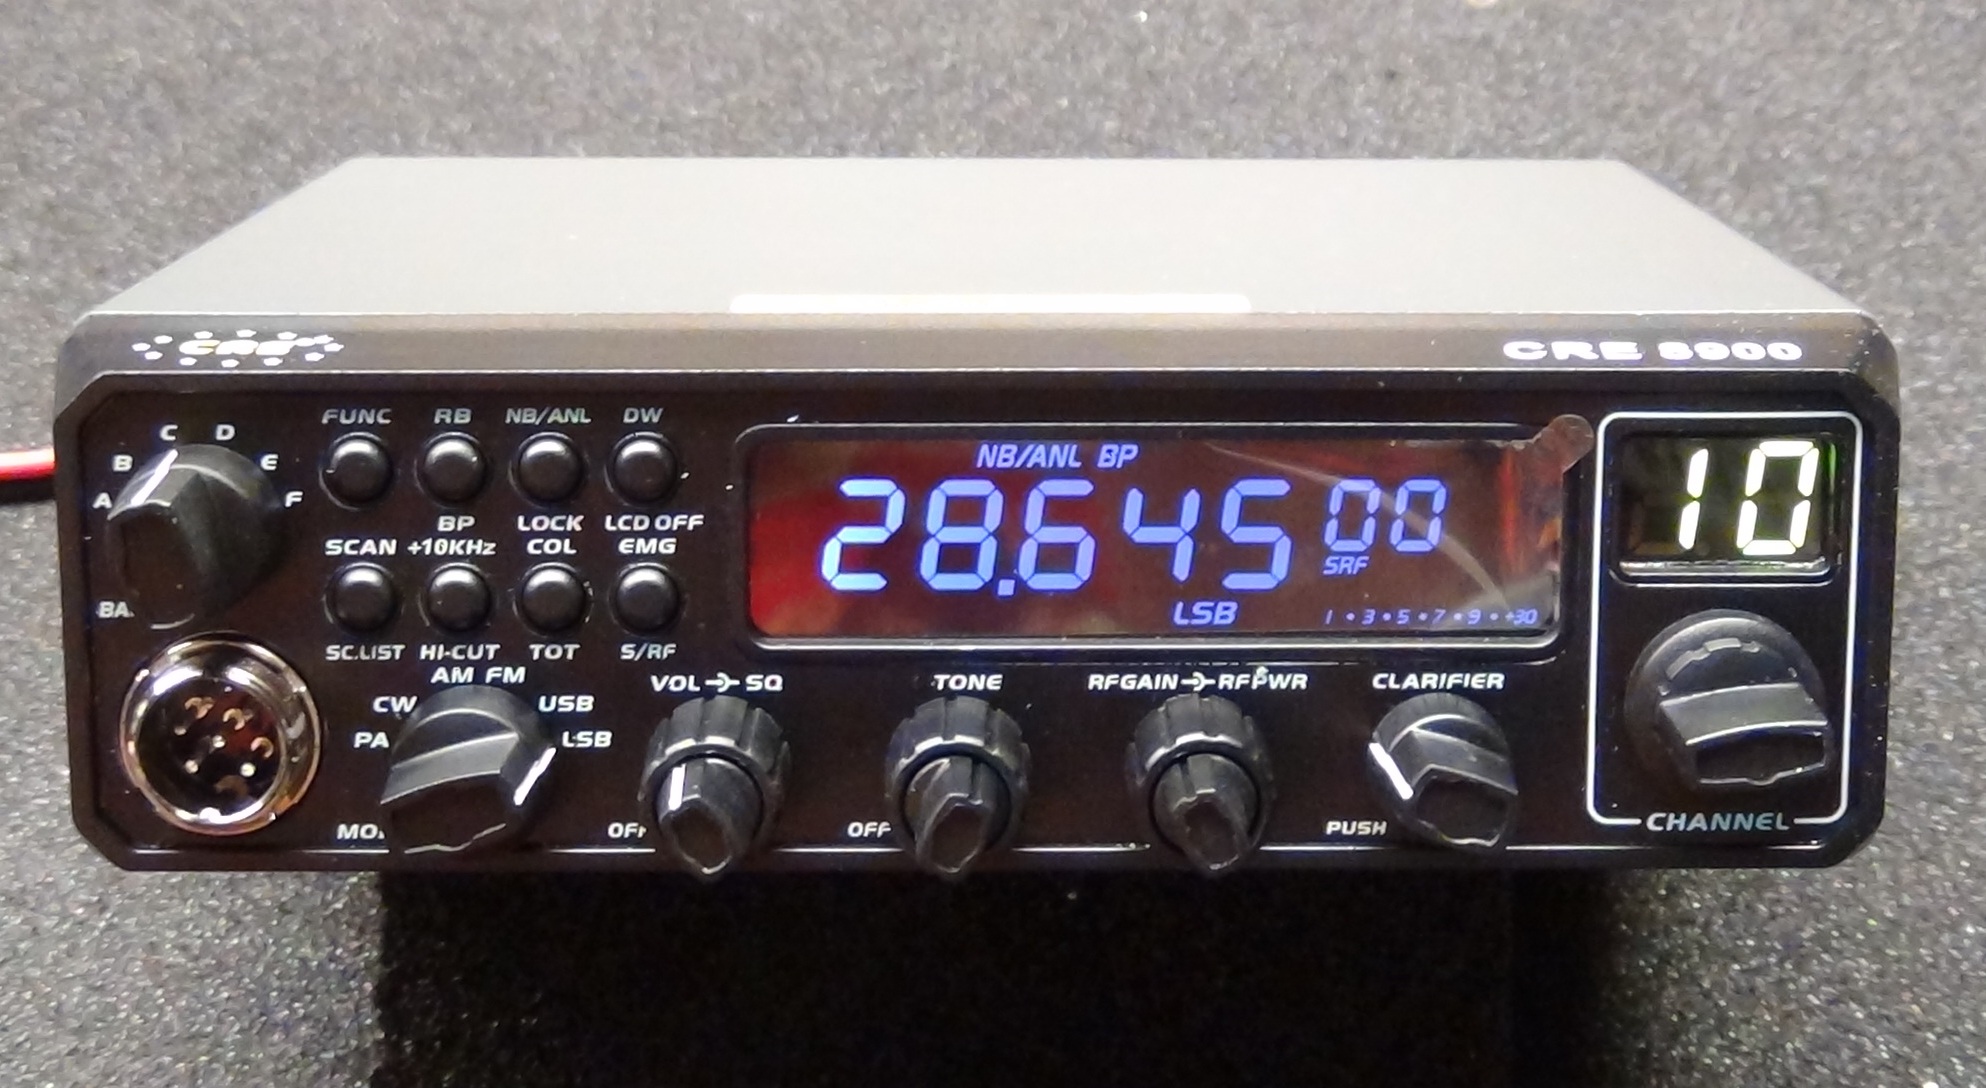 CRE
CRE 8900
FUNC RB NB/ANL DW
A B C D E F
BA
BP LOCK LCD OFF
SCAN +10KHz COL EMG
SC.LIST HI-CUT TOT S/RF
NB/ANL BP
28.645 00
SRF
LSB
1 • 3 • 5 • 7 • 9 • +30
10
PA CW AM FM USB LSB
VOL SQ
TONE
RFGAIN RFPWR
CLARIFIER
OFF
PUSH
CHANNEL